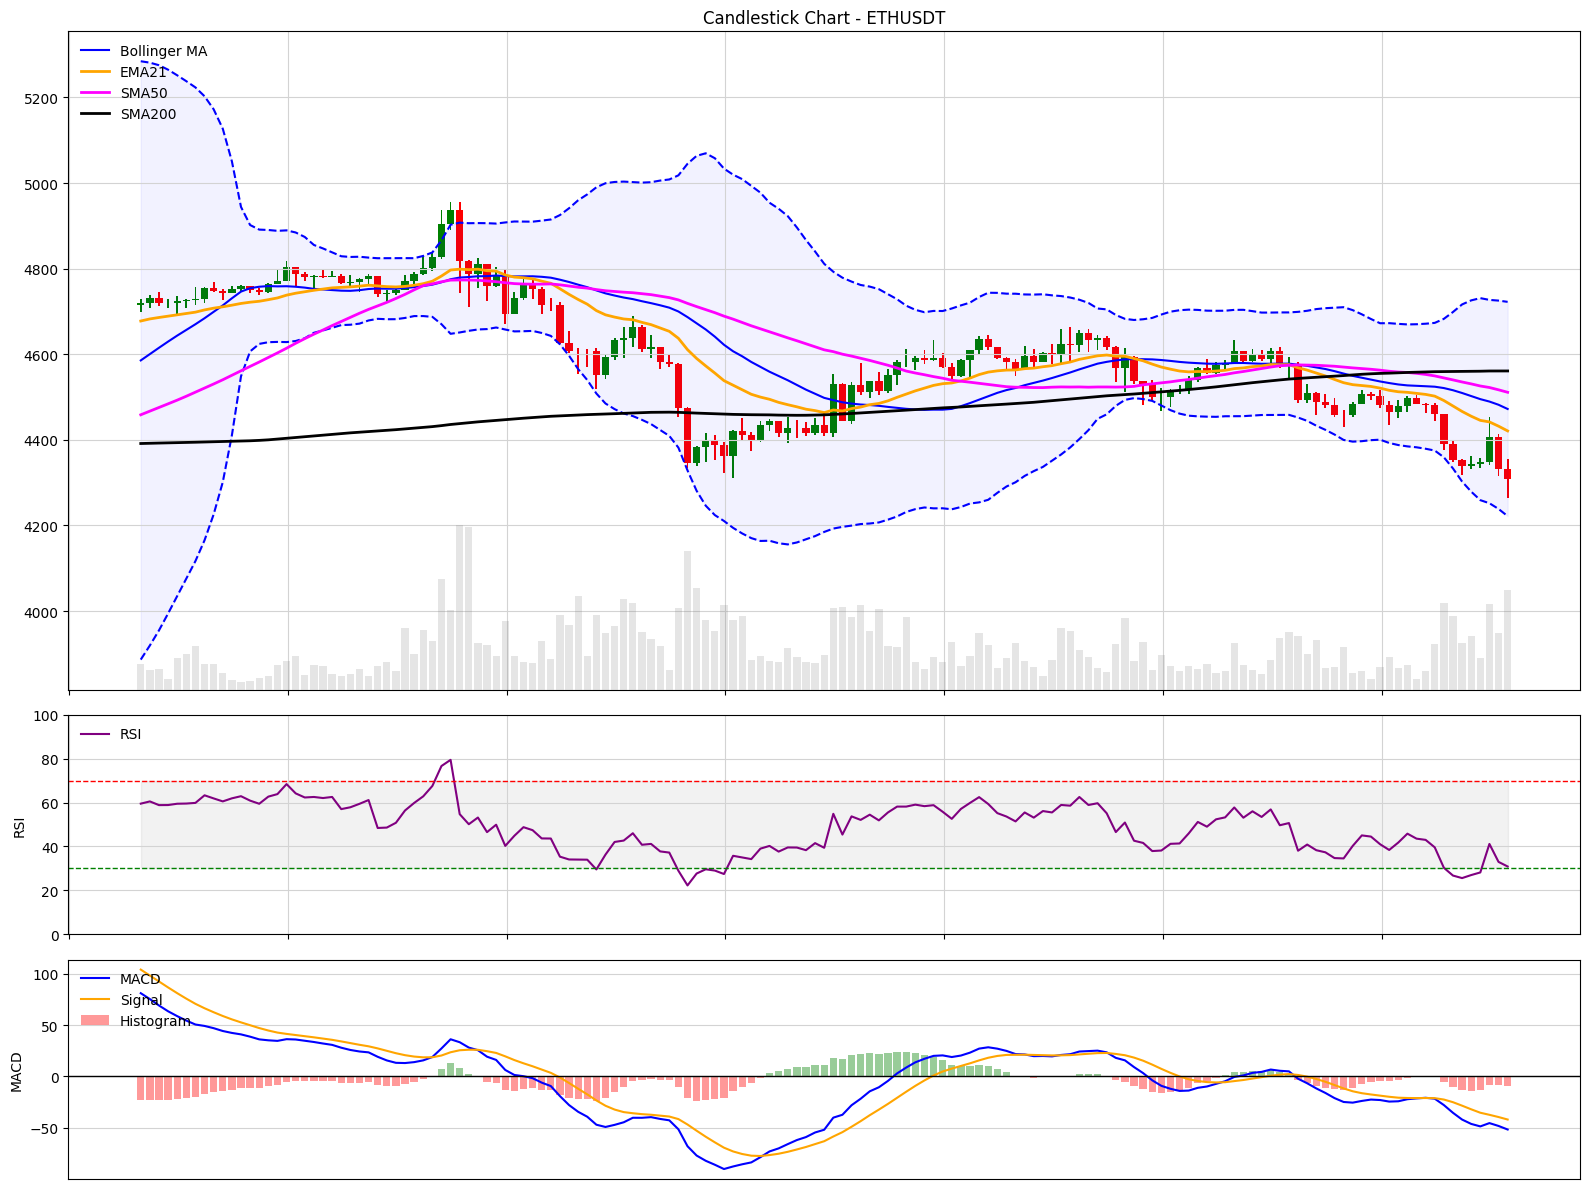 Candlestick Chart - ETHUSDT
Bollinger MA
EMA21
SMA50
SMA200
5200
5000
4800
4600
4400
4200
4000
RSI
100
80
60
40
20
0
RSI
MACD
Signal
Histogram
100
50
0
−50
MACD